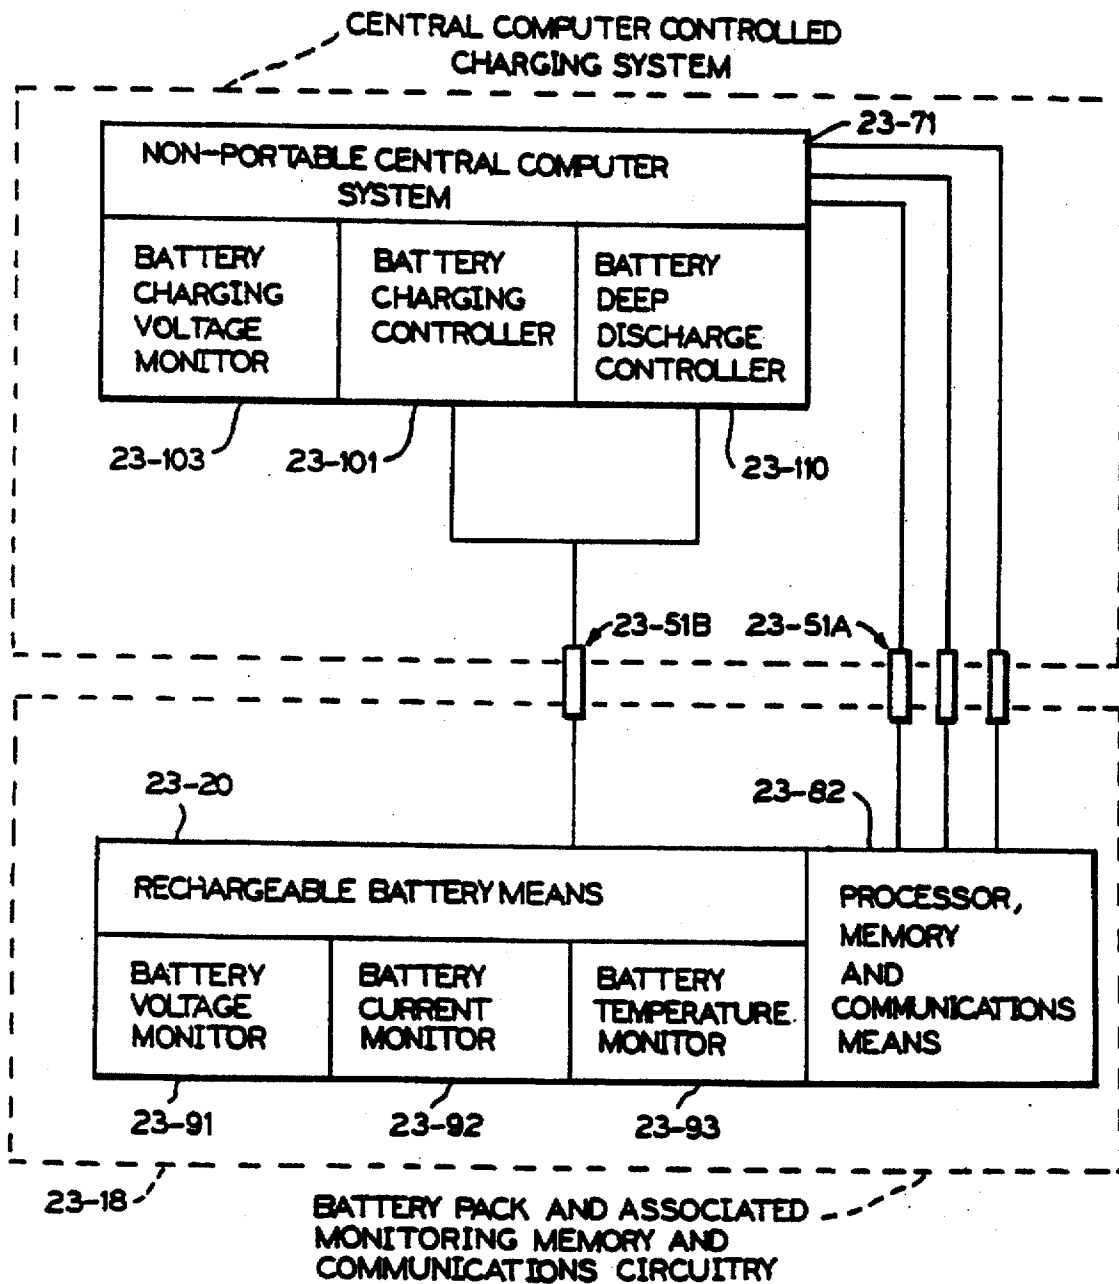 CENTRAL COMPUTER CONTROLLED
CHARGING SYSTEM
23-71
NON-PORTABLE CENTRAL COMPUTER
SYSTEM
BATTERY
CHARGING
VOLTAGE
MONITOR
BATTERY
CHARGING
CONTROLLER
BATTERY
DEEP
DISCHARGE
CONTROLLER
23-103
23-101
23-110
23-51B
23-51A
23-20
23-82
RECHARGEABLE BATTERY MEANS
PROCESSOR,
MEMORY
AND
COMMUNICATIONS
MEANS
BATTERY
VOLTAGE
MONITOR
BATTERY
CURRENT
MONITOR
BATTERY
TEMPERATURE
MONITOR
23-91
23-92
23-93
23-18
BATTERY PACK AND ASSOCIATED
MONITORING MEMORY AND
COMMUNICATIONS CIRCUITRY